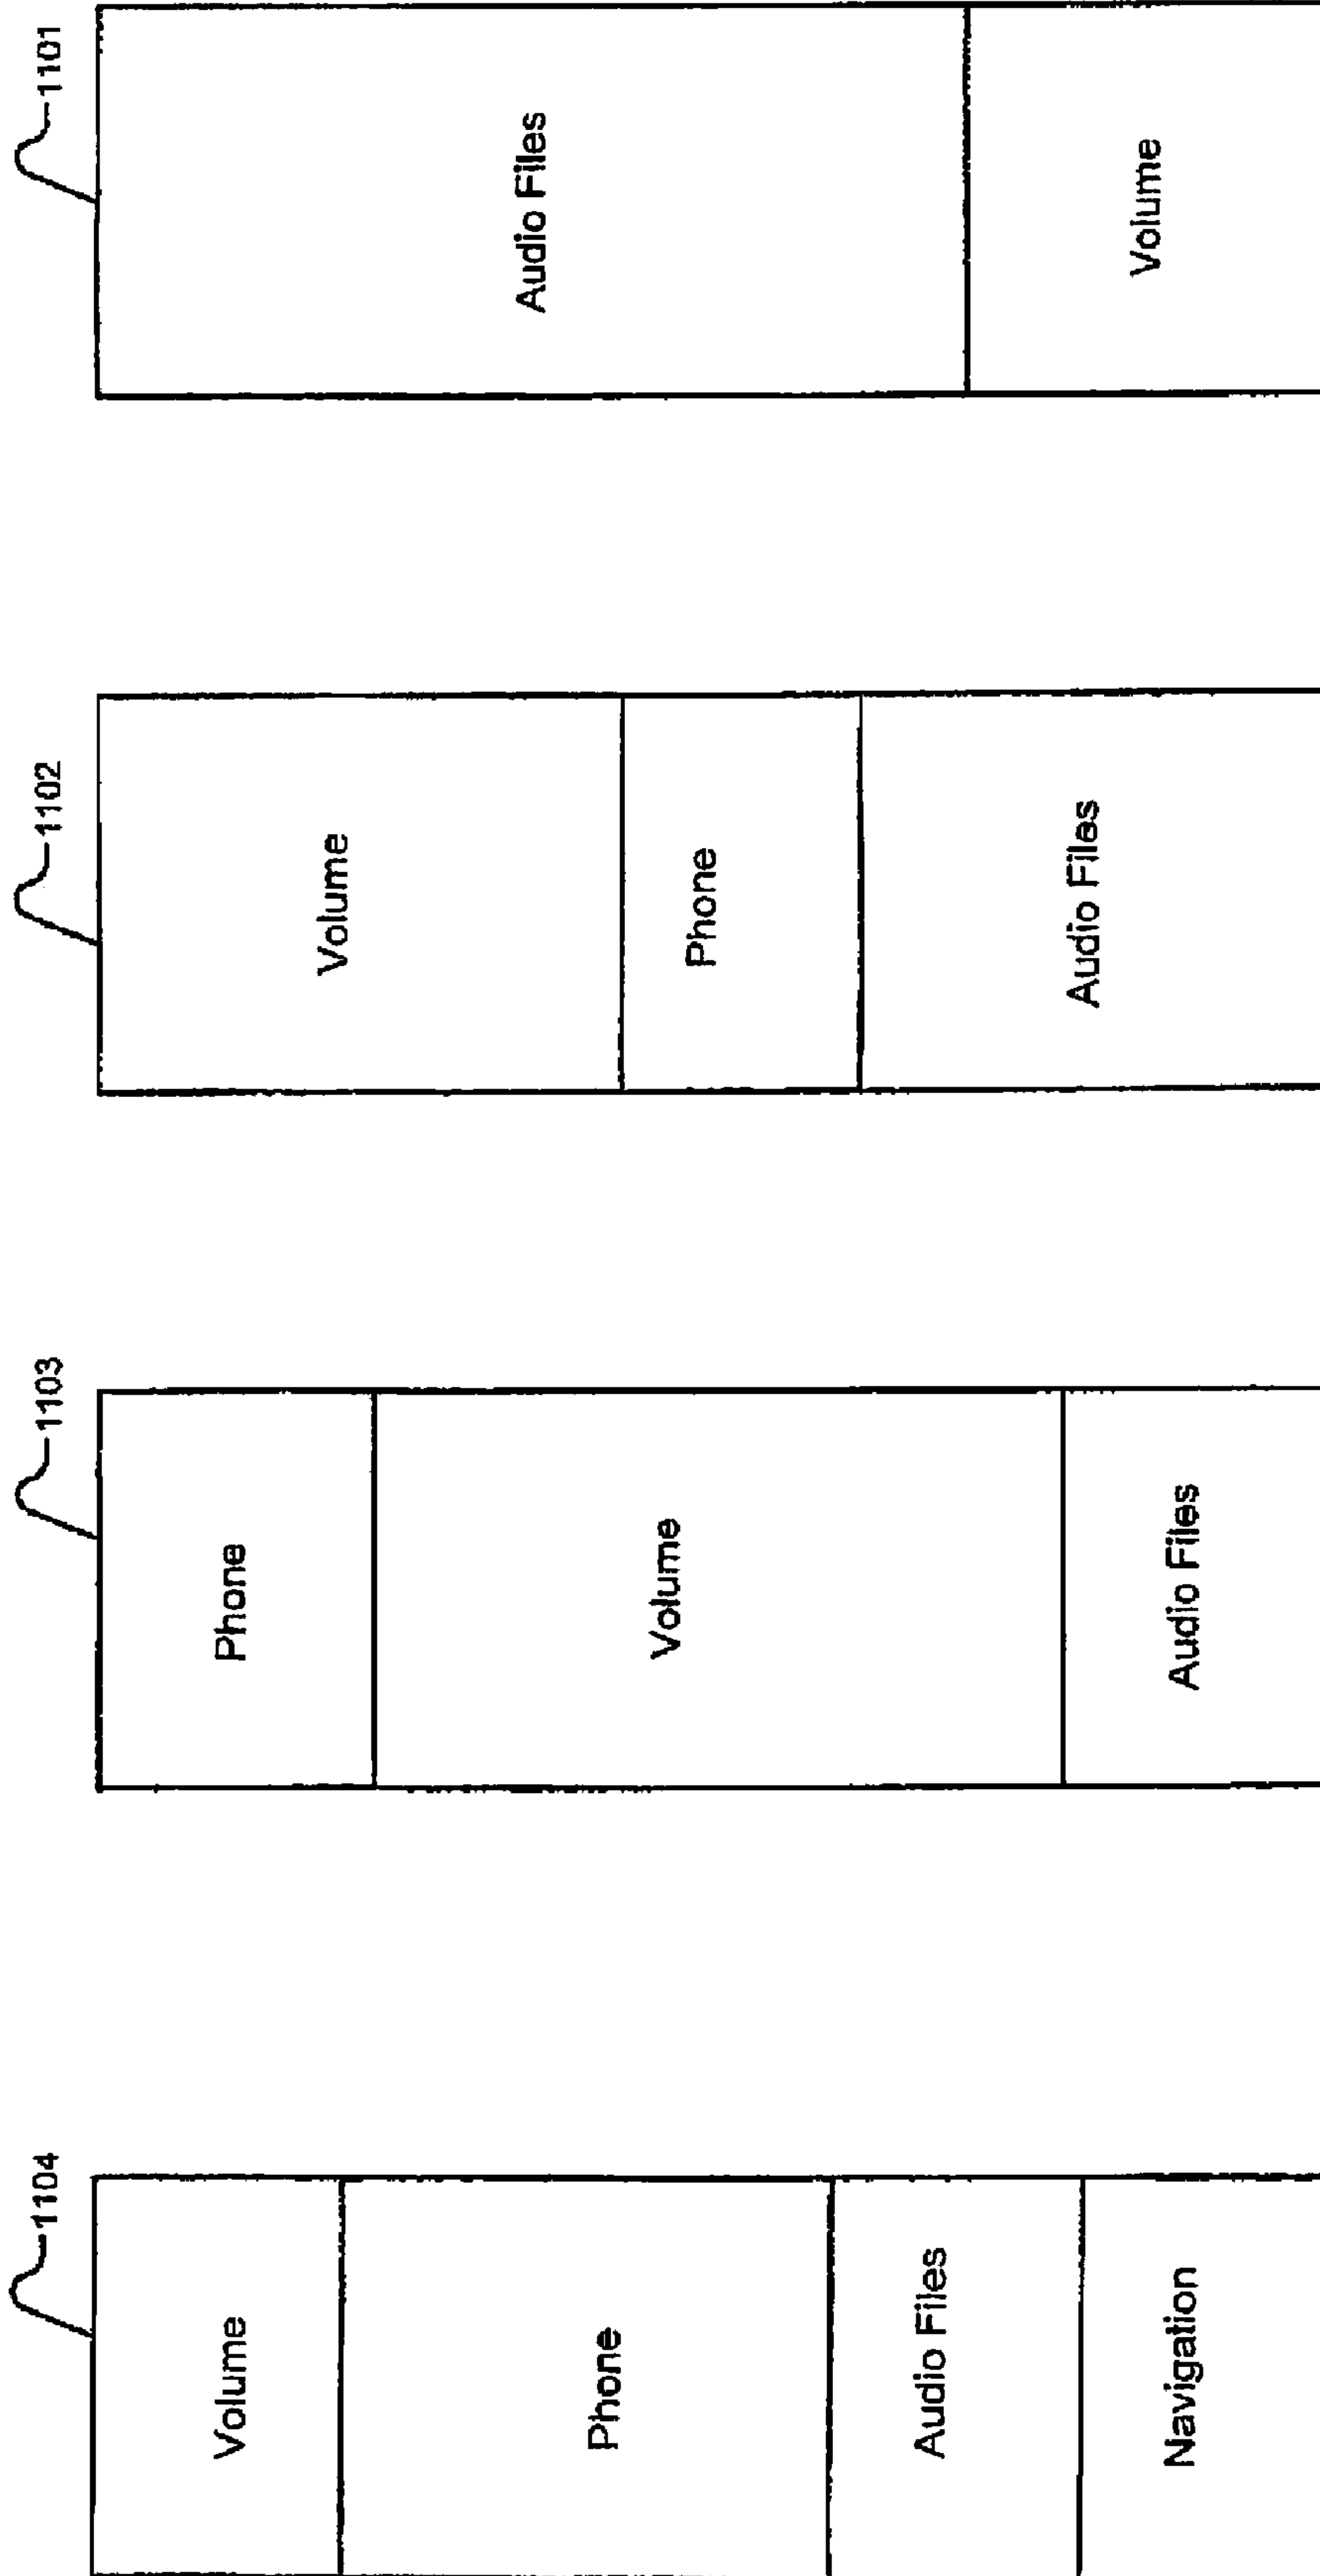 1104
Volume
Phone
Audio Files
Navigation
1103
Phone
Volume
Audio Files
1102
Volume
Phone
Audio Files
1101
Audio Files
Volume